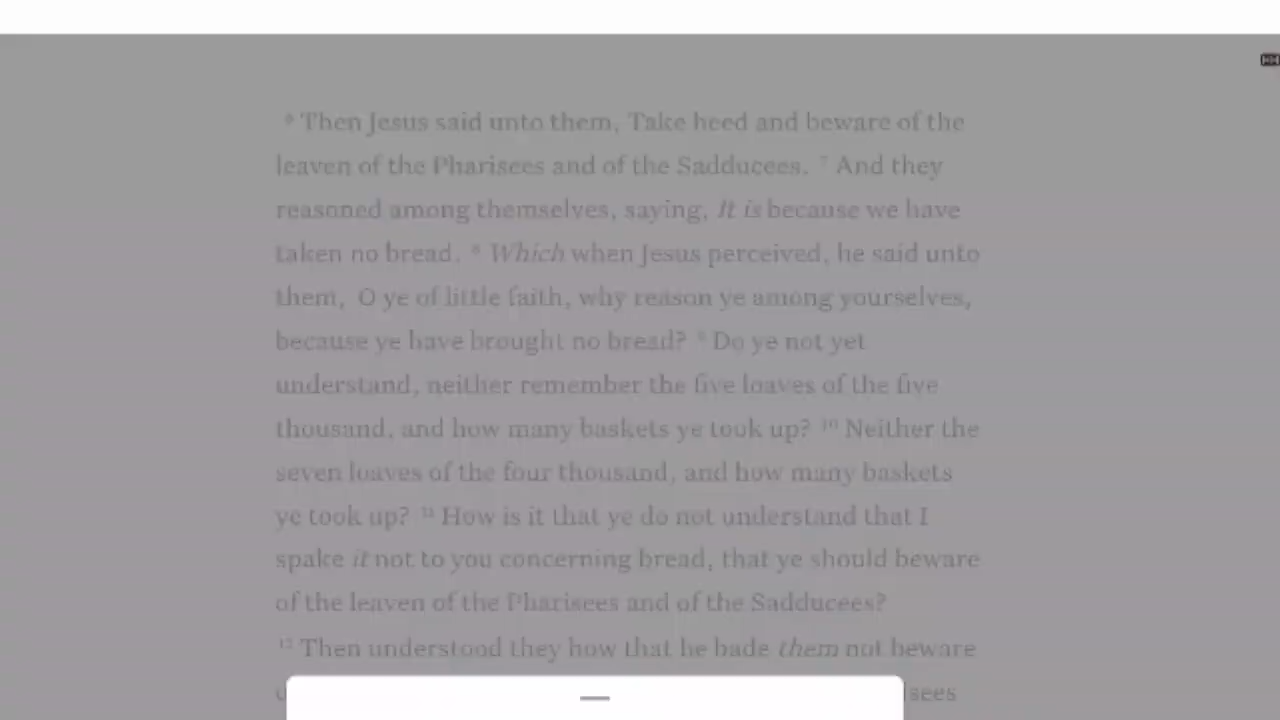 ⁶ Then Jesus said unto them, Take heed and beware of the
leaven of the Pharisees and of the Sadducees. ⁷ And they
reasoned among themselves, saying, It is because we have
taken no bread. ⁸ Which when Jesus perceived, he said unto
them, O ye of little faith, why reason ye among yourselves,
because ye have brought no bread? ⁹ Do ye not yet
understand, neither remember the five loaves of the five
thousand, and how many baskets ye took up? ¹⁰ Neither the
seven loaves of the four thousand, and how many baskets
ye took up? ¹¹ How is it that ye do not understand that I
spake it not to you concerning bread, that ye should beware
of the leaven of the Pharisees and of the Sadducees?
¹² Then understood they how that he bade them not beware
sees